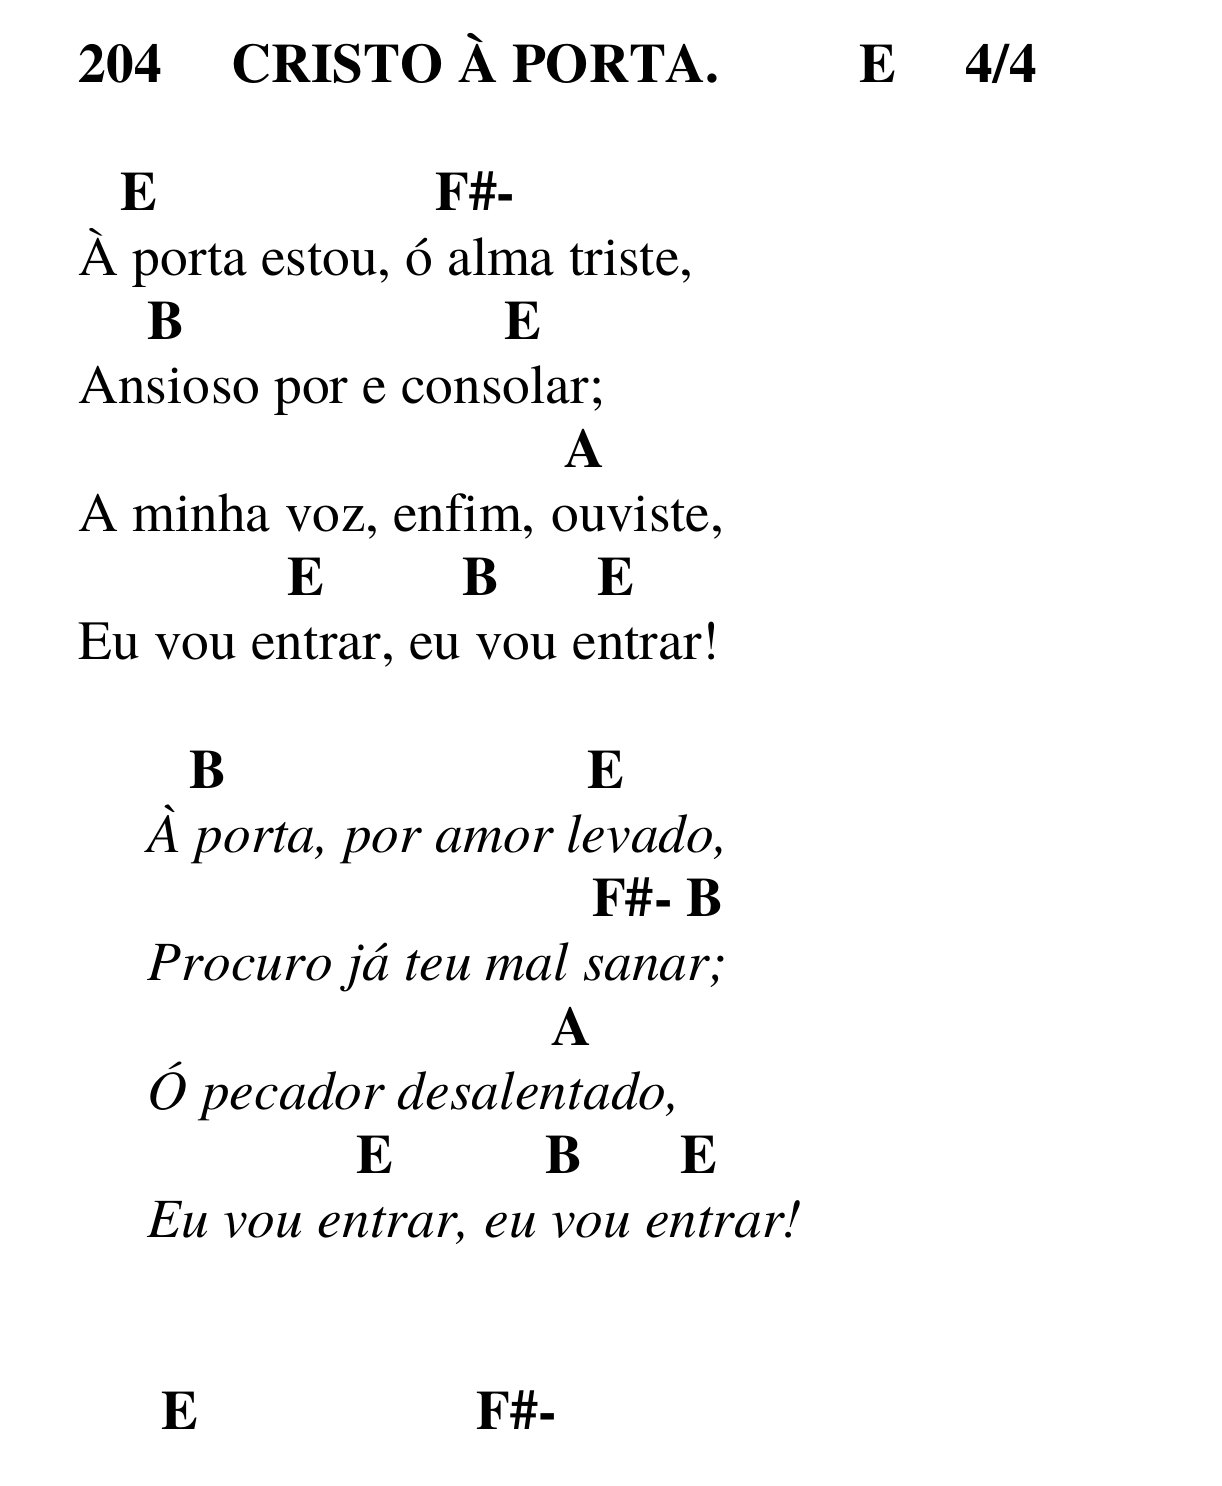 204 CRISTO À PORTA. E 4/4
E F#-
À porta estou, ó alma triste,
B E
Ansioso por e consolar;
A
A minha voz, enfim, ouviste,
E B E
Eu vou entrar, eu vou entrar!
B E
À porta, por amor levado,
F#- B
Procuro já teu mal sanar;
A
Ó pecador desalentado,
E B E
Eu vou entrar, eu vou entrar!
E F#-